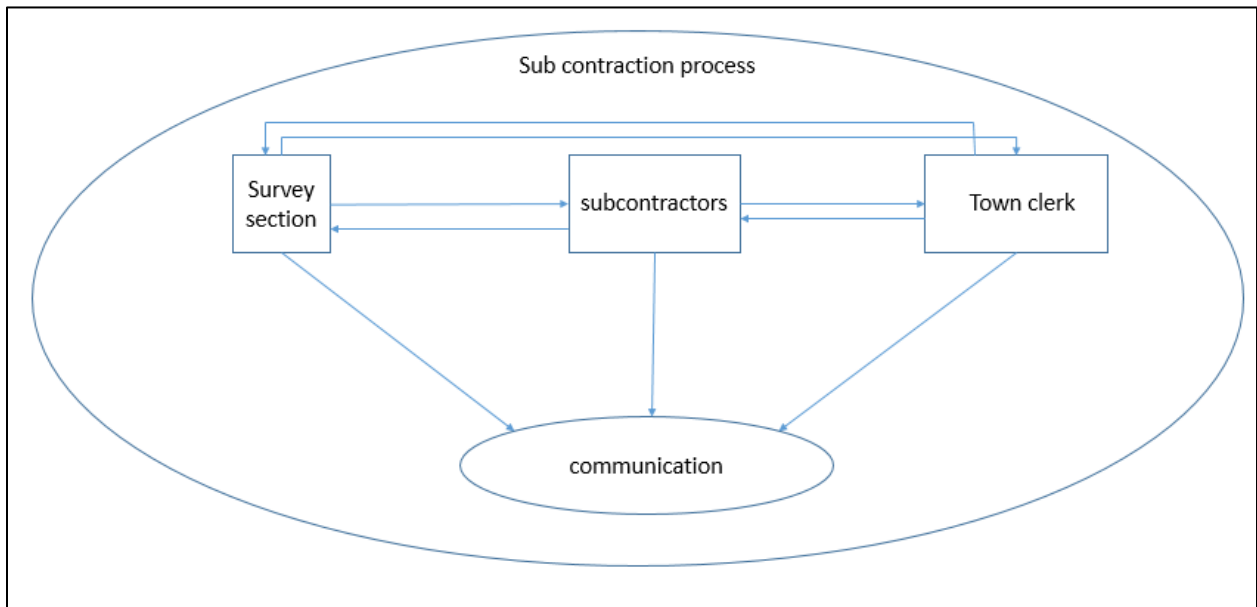 Sub contraction process
Survey
section
subcontractors
Town clerk
communication